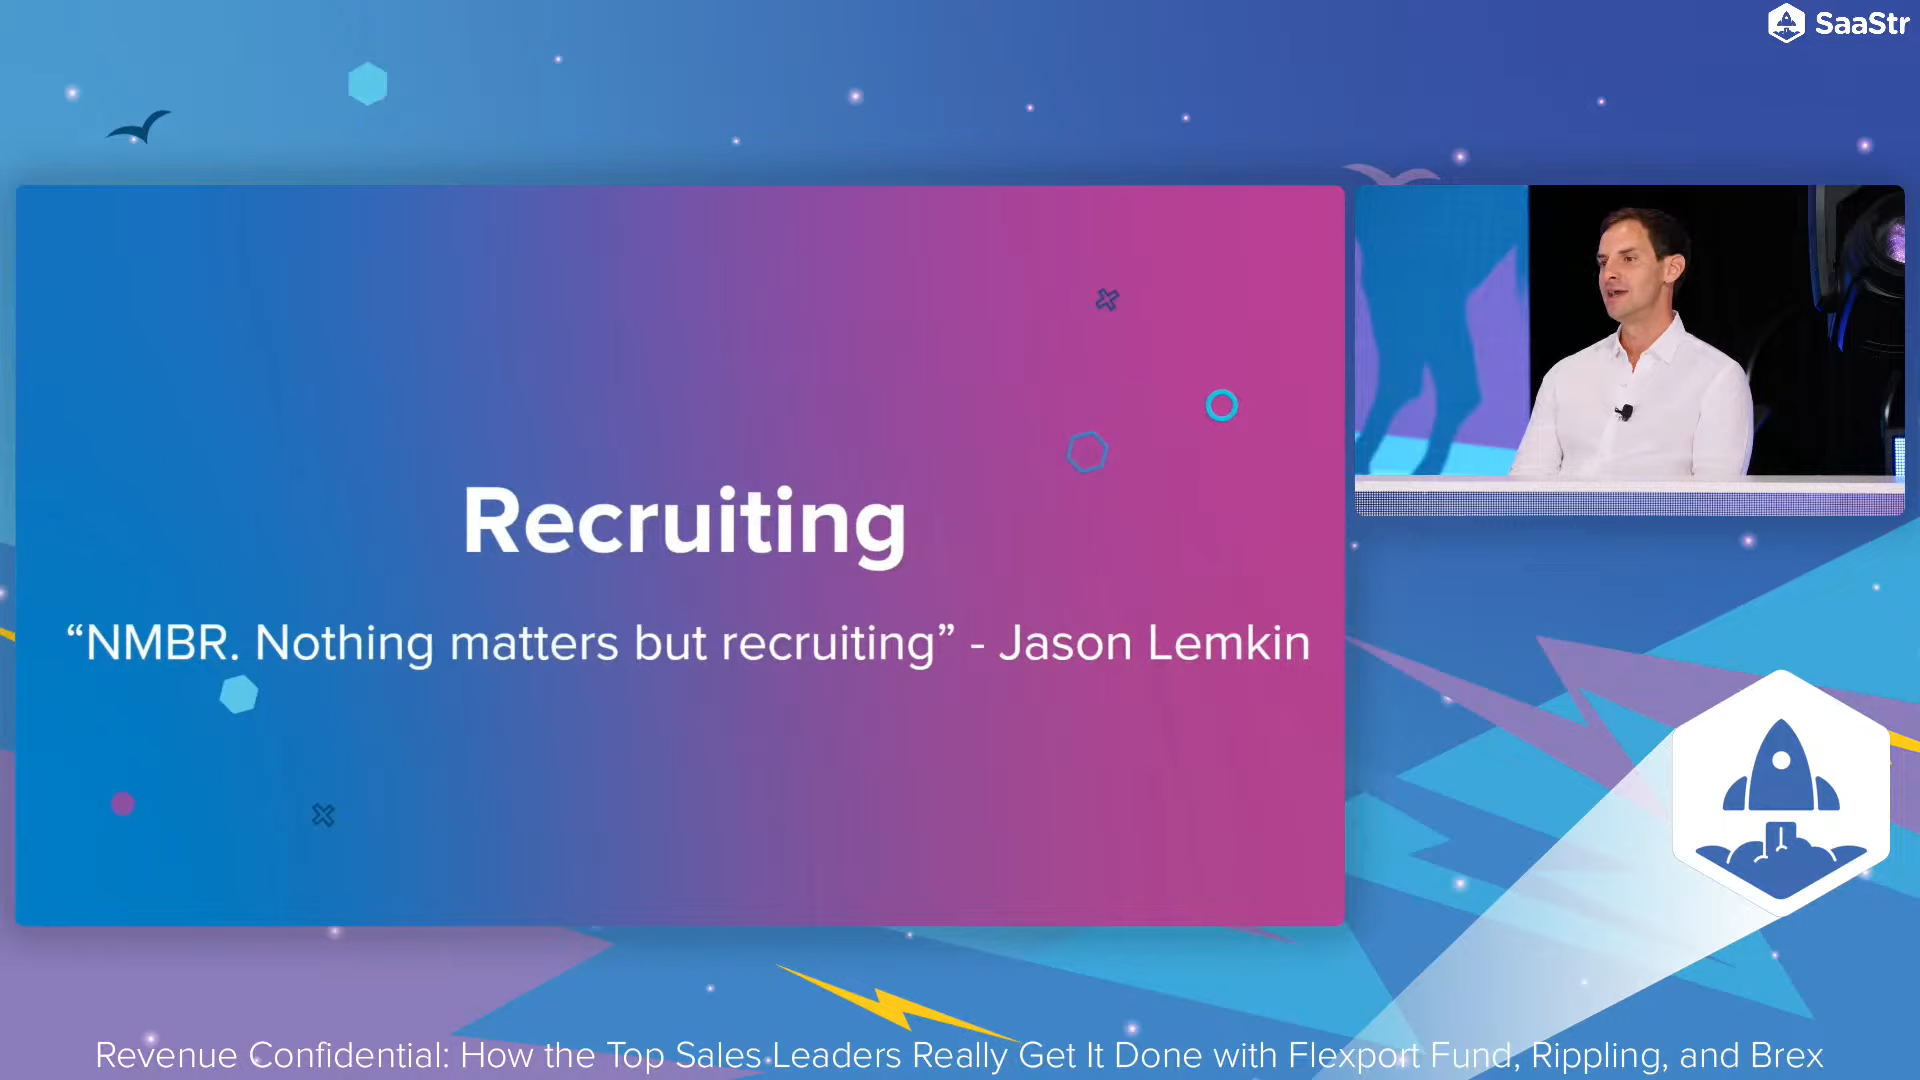 SaaStr
Recruiting
“NMBR. Nothing matters but recruiting” - Jason Lemkin
Revenue Confidential: How the Top Sales Leaders Really Get It Done with Flexport Fund, Rippling, and Brex